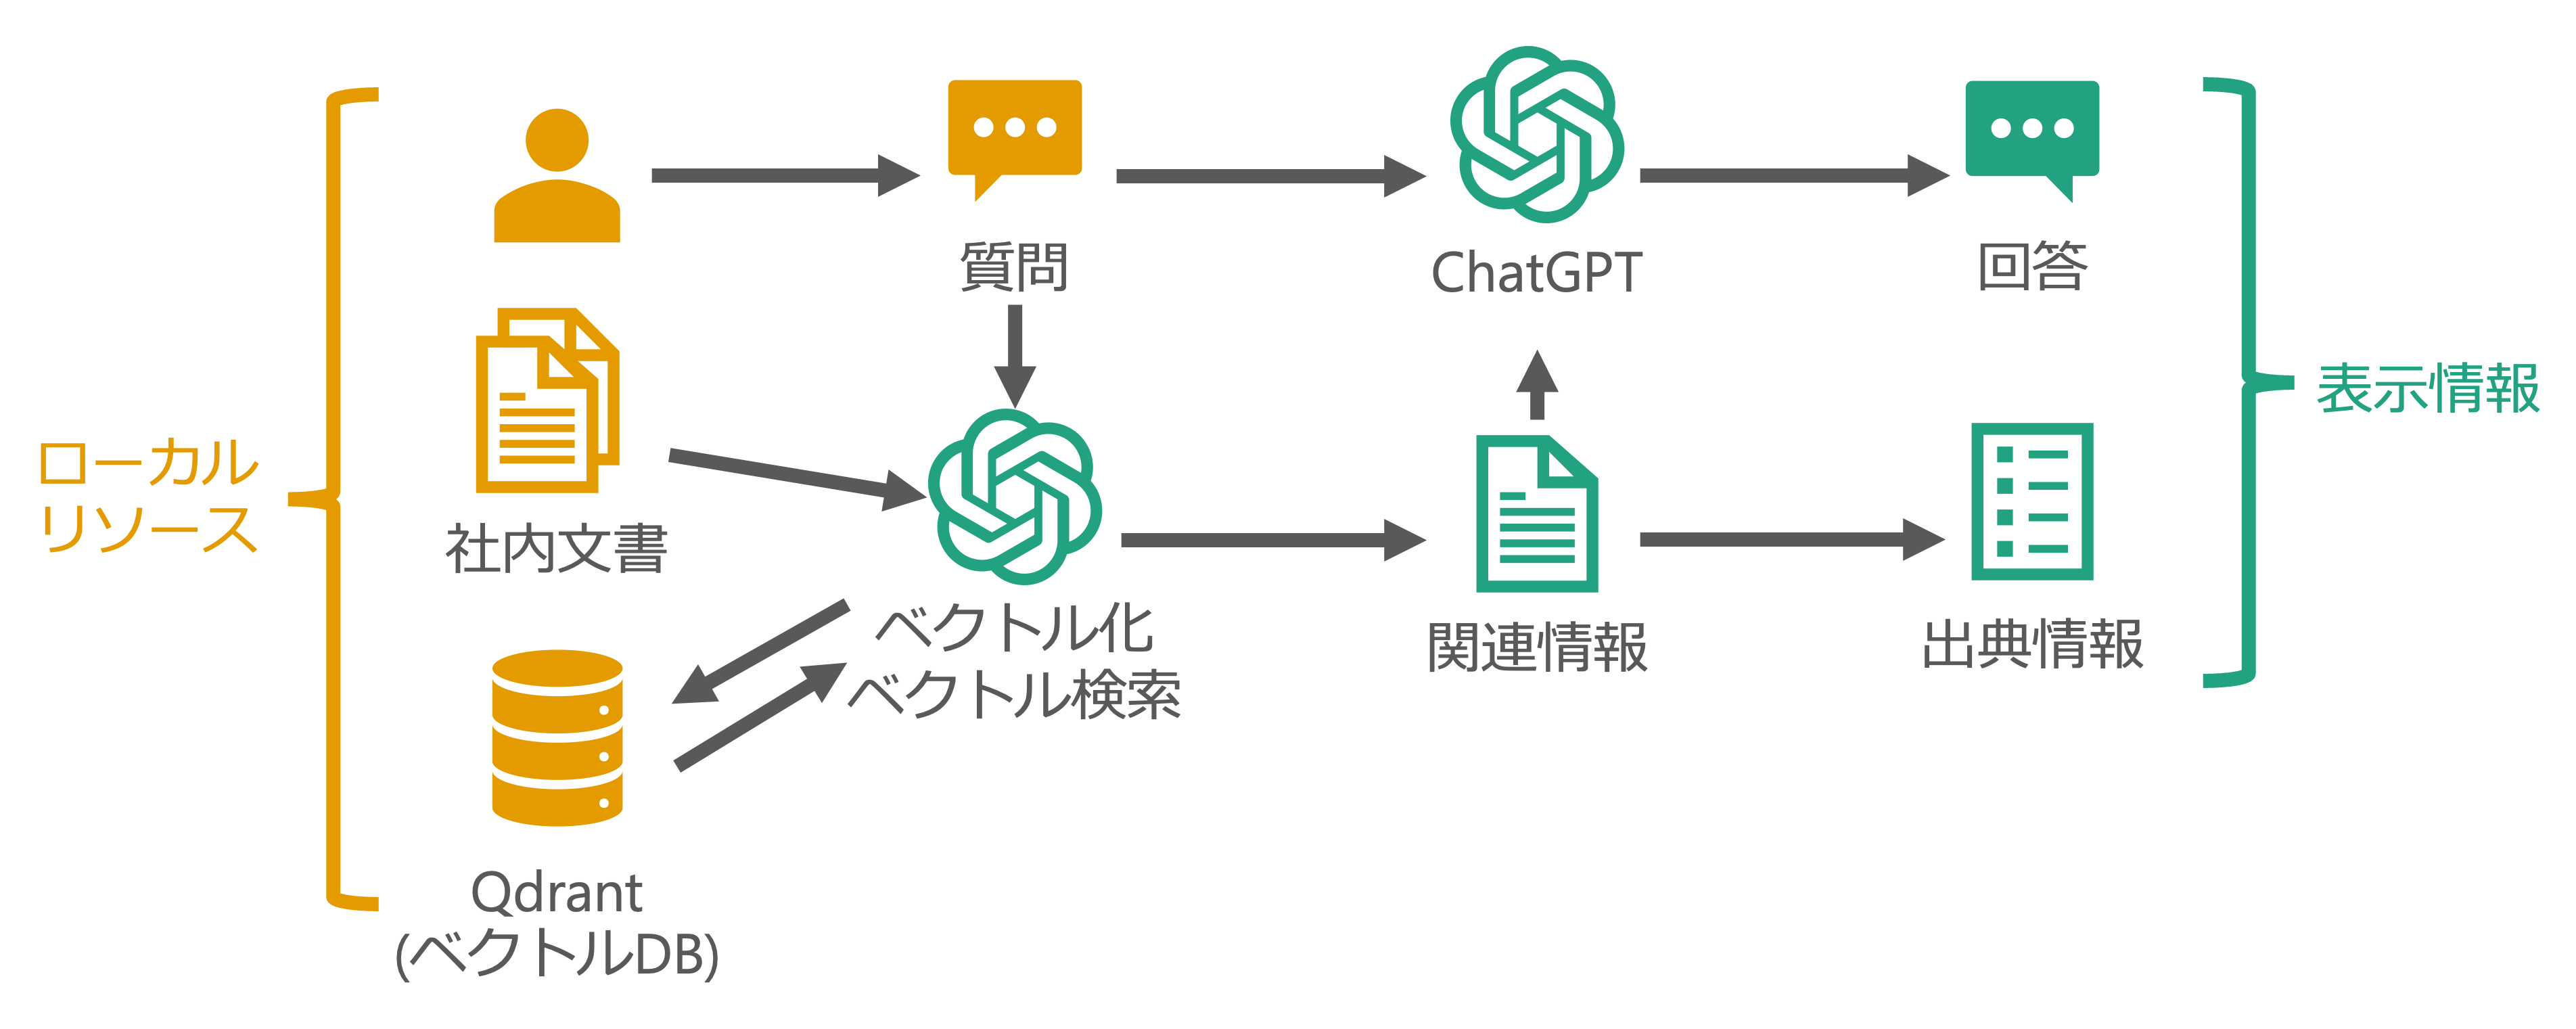 ローカル
リソース
社内文書
Qdrant
(ベクトルDB)
質問
ベクトル化
ベクトル検索
ChatGPT
関連情報
回答
出典情報
表示情報